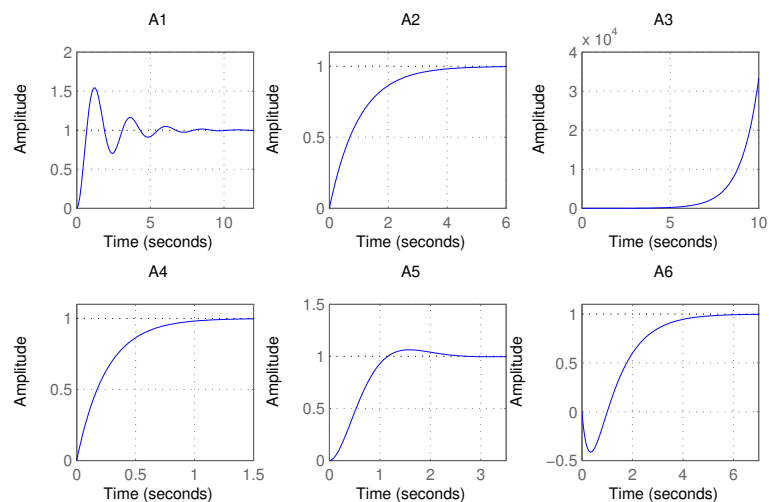 A1
2
1.5
1
0.5
0
0 5 10
Amplitude
Time (seconds)
A2
1
0.5
0
0 2 4 6
Amplitude
Time (seconds)
A3
x 10^4
4
3
2
1
0
0 5 10
Amplitude
Time (seconds)
A4
1
0.5
0
0 0.5 1 1.5
Amplitude
Time (seconds)
A5
1.5
1
0.5
0
0 1 2 3
Amplitude
Time (seconds)
A6
1
0.5
0
−0.5
0 2 4 6
Amplitude
Time (seconds)